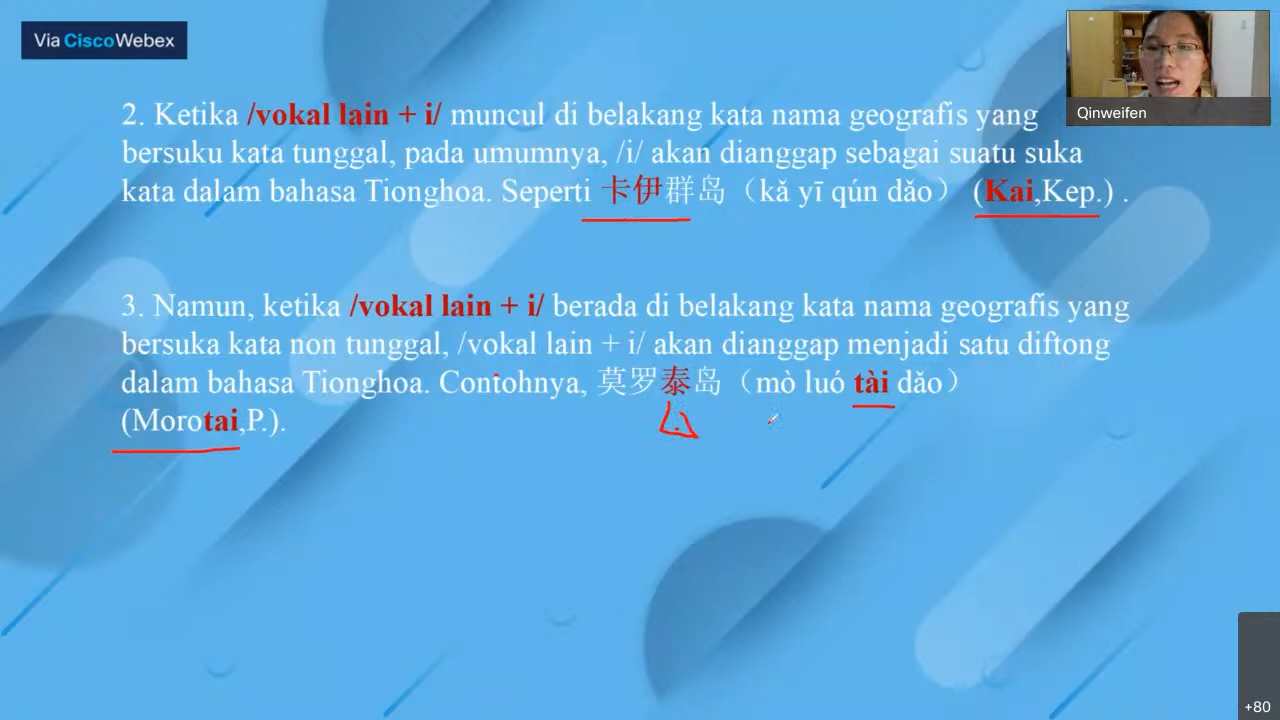 Via CiscoWebex
Qinweifen
2. Ketika /vokal lain + i/ muncul di belakang kata nama geografis yang
bersuku kata tunggal, pada umumnya, /i/ akan dianggap sebagai suatu suka
kata dalam bahasa Tionghoa. Seperti 卡伊群岛（kǎ yī qún dǎo） (Kai,Kep.) .
3. Namun, ketika /vokal lain + i/ berada di belakang kata nama geografis yang
bersuka kata non tunggal, /vokal lain + i/ akan dianggap menjadi satu diftong
dalam bahasa Tionghoa. Contohnya, 莫罗泰岛（mò luó tài dǎo）
(Morotai,P.).
+80